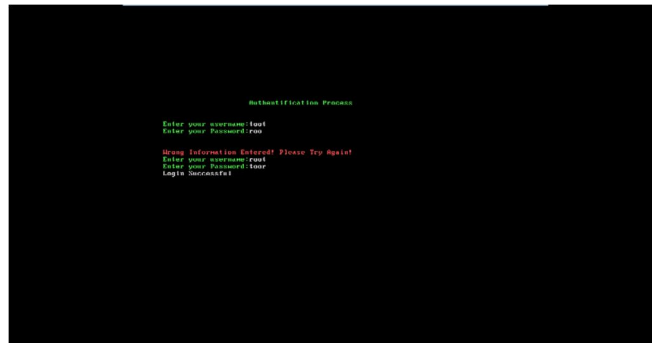 Authentification Process
Enter your username:toot
Enter your Password:roo
Wrong Information Entered! Please Try Again!
Enter your username:root
Enter your Password:toor
Login Successful